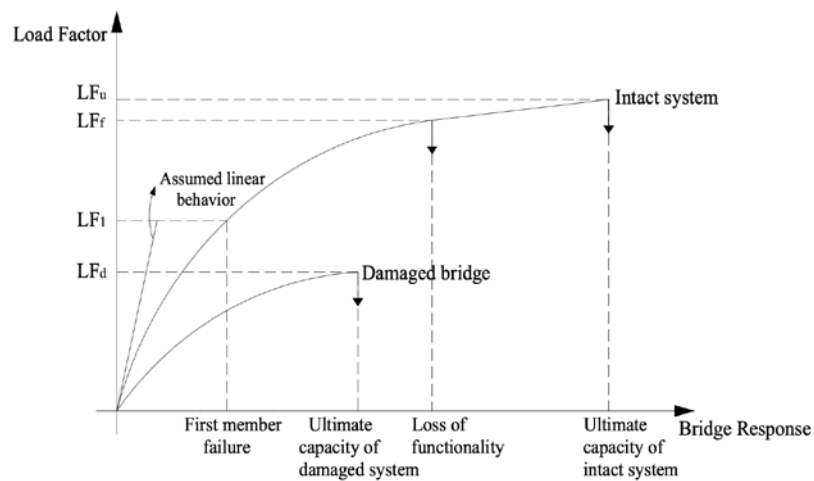 Load Factor
LFu
Intact system
LFf
Assumed linear
behavior
LF1
LFd
Damaged bridge
First member
failure
Ultimate
capacity of
damaged system
Loss of
functionality
Ultimate
capacity of
intact system
Bridge Response